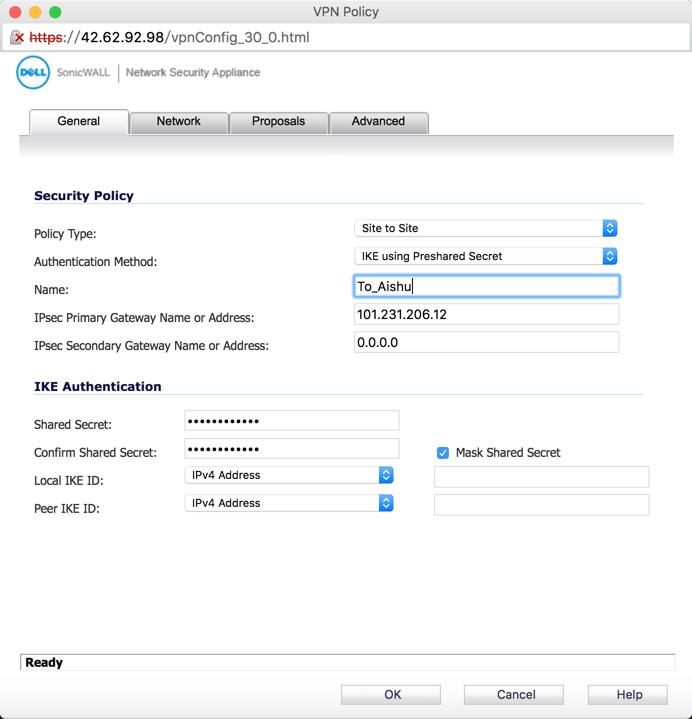 VPN Policy
https://42.62.92.98/vpnConfig_30_0.html
DELL SonicWALL | Network Security Appliance
General Network Proposals Advanced
Security Policy
Policy Type: Site to Site
Authentication Method: IKE using Preshared Secret
Name: To_Aishu
IPsec Primary Gateway Name or Address: 101.231.206.12
IPsec Secondary Gateway Name or Address: 0.0.0.0
IKE Authentication
Shared Secret: ••••••••••••
Confirm Shared Secret: •••••••••••• Mask Shared Secret
Local IKE ID: IPv4 Address
Peer IKE ID: IPv4 Address
Ready
OK Cancel Help